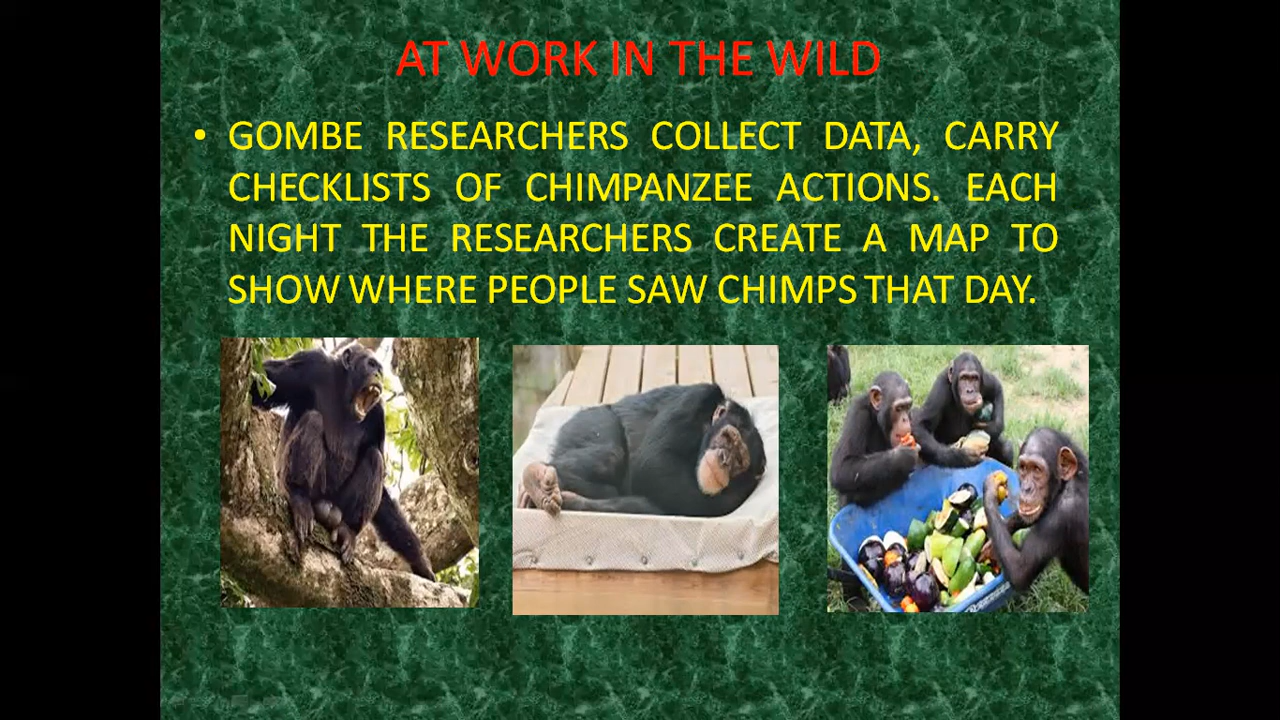 AT WORK IN THE WILD
• GOMBE RESEARCHERS COLLECT DATA, CARRY
CHECKLISTS OF CHIMPANZEE ACTIONS. EACH
NIGHT THE RESEARCHERS CREATE A MAP TO
SHOW WHERE PEOPLE SAW CHIMPS THAT DAY.